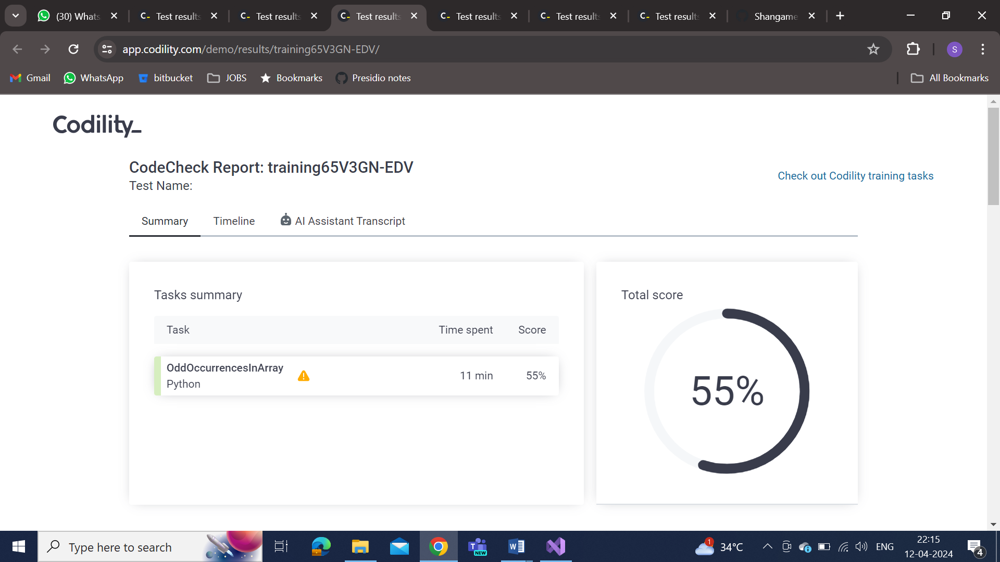 (30) Whats
Test results
Test results
Test results
Test results
Test results
Test results
Shangame
app.codility.com/demo/results/training65V3GN-EDV/
S
Gmail
WhatsApp
bitbucket
JOBS
Bookmarks
Presidio notes
All Bookmarks
Codility_
CodeCheck Report: training65V3GN-EDV
Test Name:
Check out Codility training tasks
Summary
Timeline
AI Assistant Transcript
Tasks summary
Task Time spent Score
OddOccurrencesInArray
Python
11 min 55%
Total score
55%
Type here to search
NEW
1
34°C
ENG
22:15
12-04-2024
4